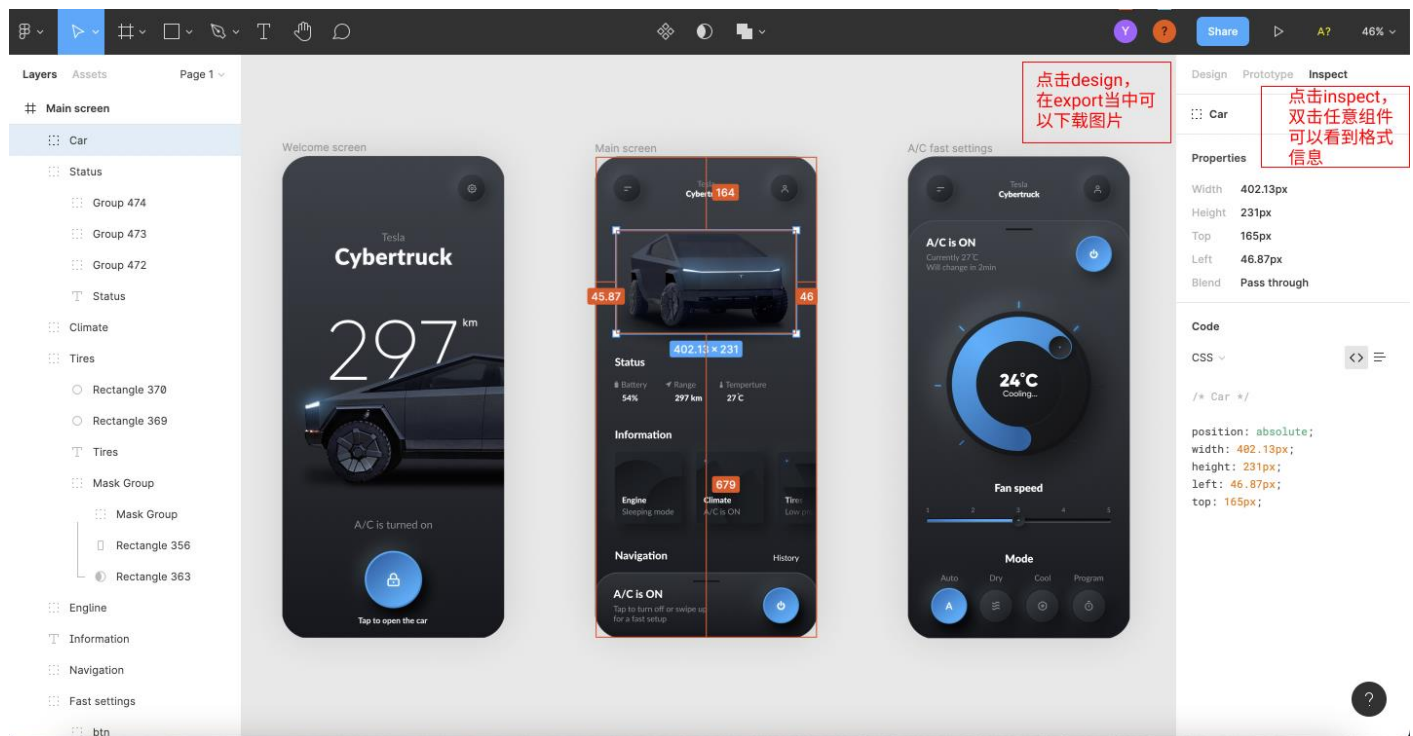 Share
A?
46%
Y
?
Layers Assets Page 1
Main screen
Car
Status
Group 474
Group 473
Group 472
Status
Climate
Tires
Rectangle 370
Rectangle 369
Tires
Mask Group
Mask Group
Rectangle 356
Rectangle 363
Engline
Information
Navigation
Fast settings
btn
Welcome screen
Tesla
Cybertruck
297 km
A/C is turned on
Tap to open the car
Main screen
164
45.87
46
402.13 × 231
Status
Battery Range Temperture
54% 297 km 27°C
Information
679
Engine Climate
Sleeping mode A/C is ON
Navigation History
A/C is ON
Tap to turn off or swipe up
for a fast setup
A/C fast settings
Tesla
Cybertruck
A/C is ON
Currently 27°C
Will change in 2min
24°C
Cooling...
Fan speed
1 2 3 4 5
Mode
Auto Dry Cool Program
A
点击design，
在export当中可
以下载图片
Design Prototype Inspect
点击inspect，
双击任意组件
可以看到格式
信息
Car
Properties
Width 402.13px
Height 231px
Top 165px
Left 46.87px
Blend Pass through
Code
CSS
/* Car */
position: absolute;
width: 402.13px;
height: 231px;
left: 46.87px;
top: 165px;
?